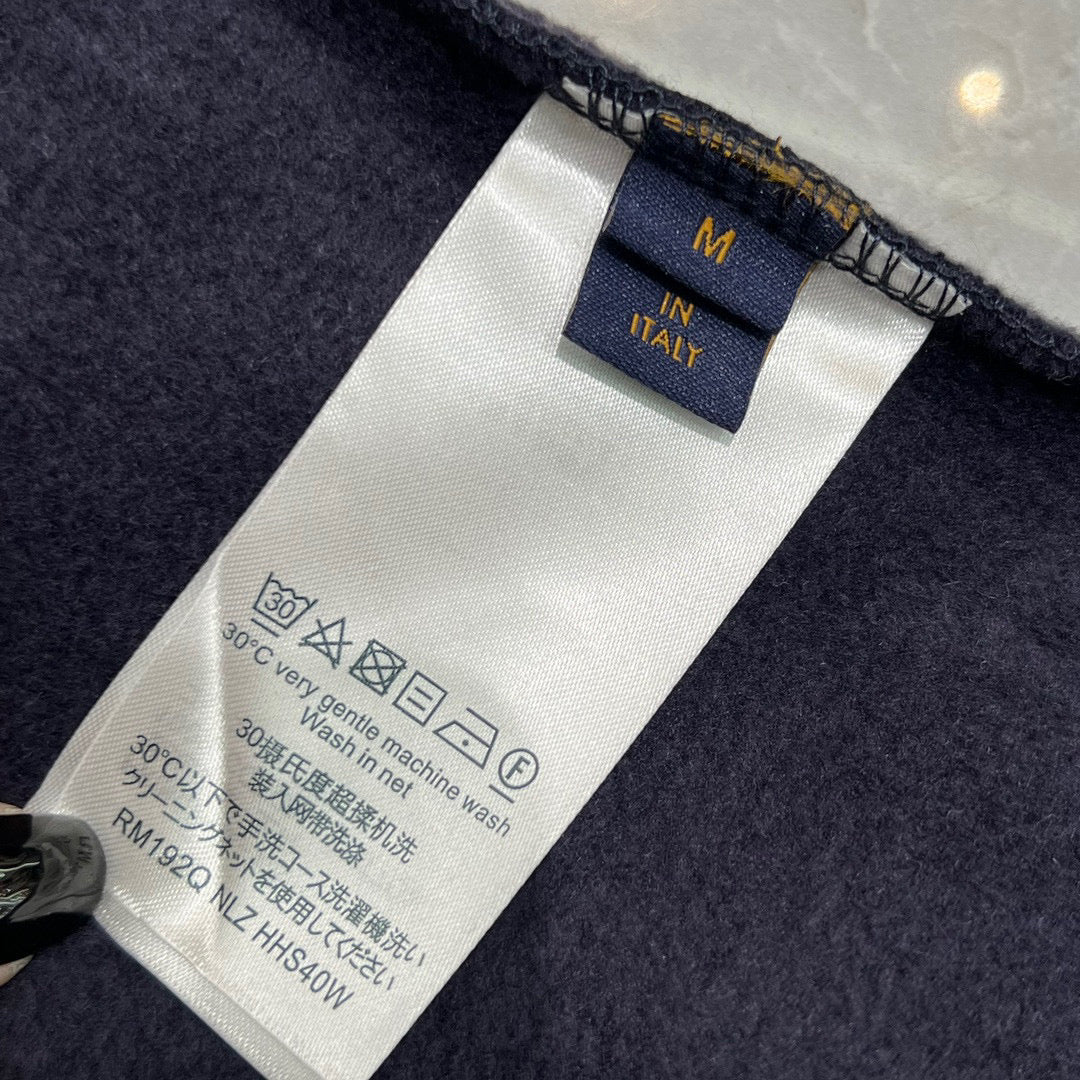 M
IN
ITALY
30
F
30°C very gentle machine wash
Wash in net
30摄氏度超揉机洗
装入网带洗涤
30℃以下で手洗コース洗濯機洗い
クリーニングネットを使用してください
RM192Q NLZ HHS40W